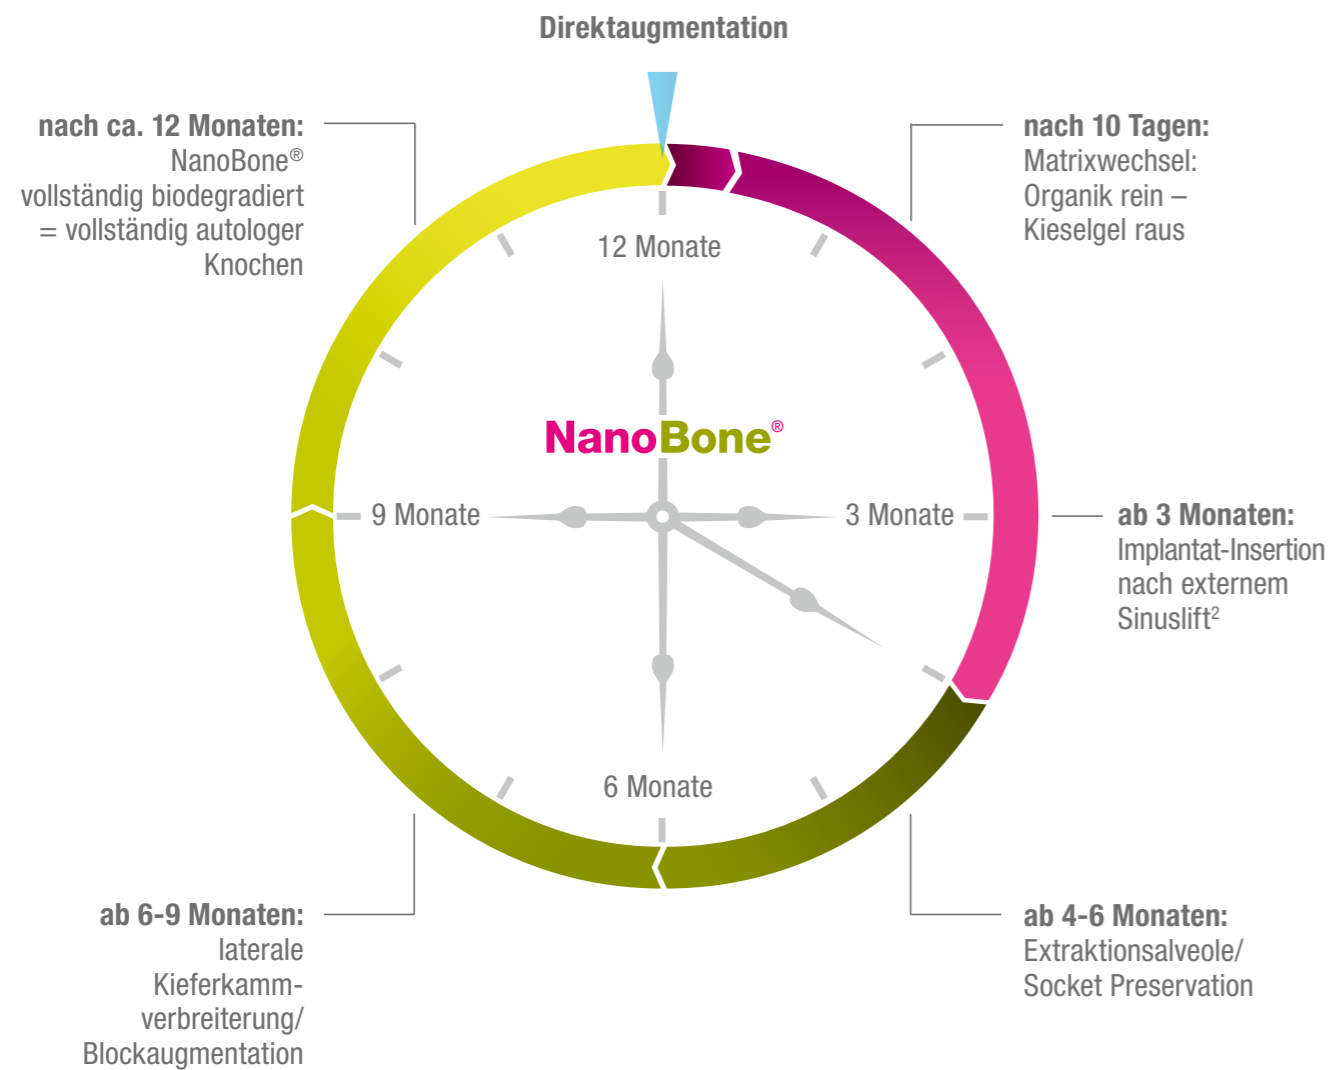 Direktaugmentation
nach ca. 12 Monaten:
NanoBone®
vollständig biodegradiert
= vollständig autologer
Knochen
nach 10 Tagen:
Matrixwechsel:
Organik rein –
Kieselgel raus
12 Monate
NanoBone®
9 Monate
3 Monate
ab 3 Monaten:
Implantat-Insertion
nach externem
Sinuslift²
6 Monate
ab 6-9 Monaten:
laterale
Kieferkamm-
verbreiterung/
Blockaugmentation
ab 4-6 Monaten:
Extraktionsalveole/
Socket Preservation